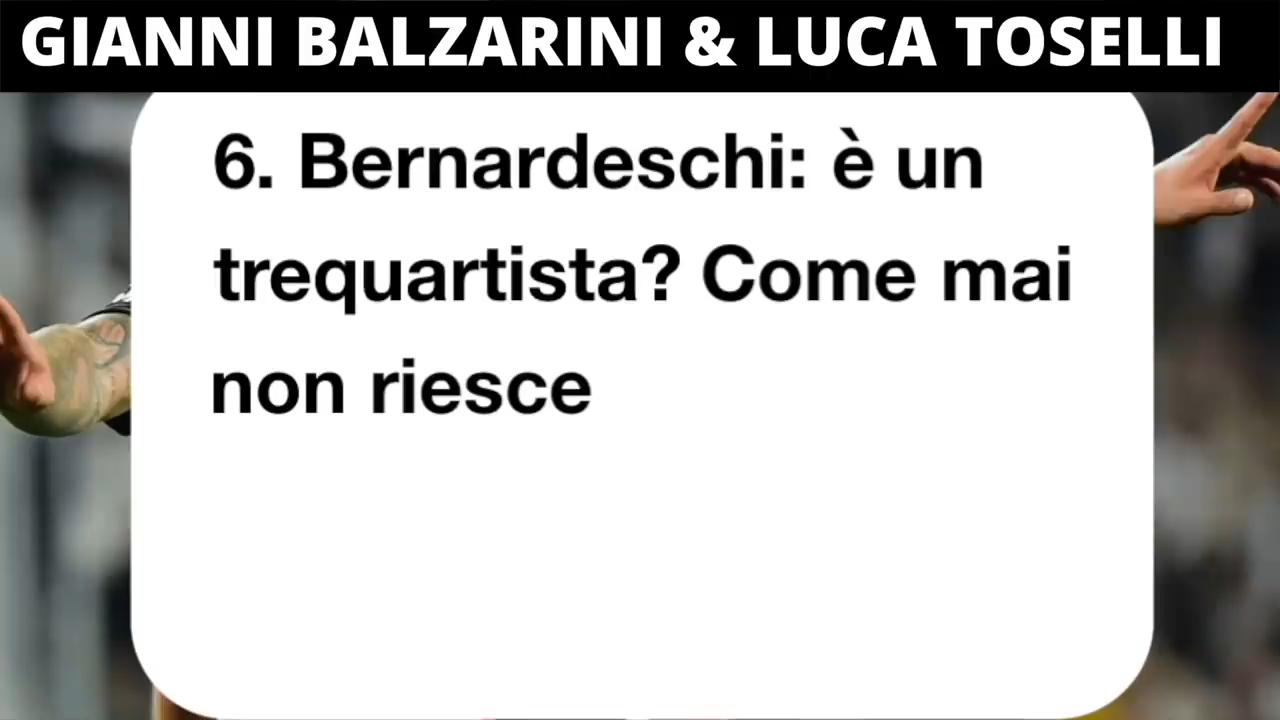 GIANNI BALZARINI & LUCA TOSELLI
6. Bernardeschi: è un
trequartista? Come mai
non riesce